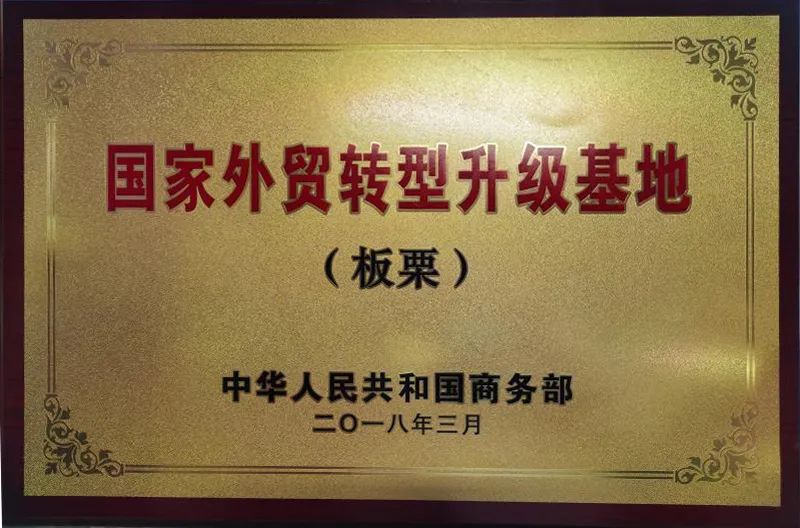 国家外贸转型升级基地
（板栗）
中华人民共和国商务部
二〇一八年三月